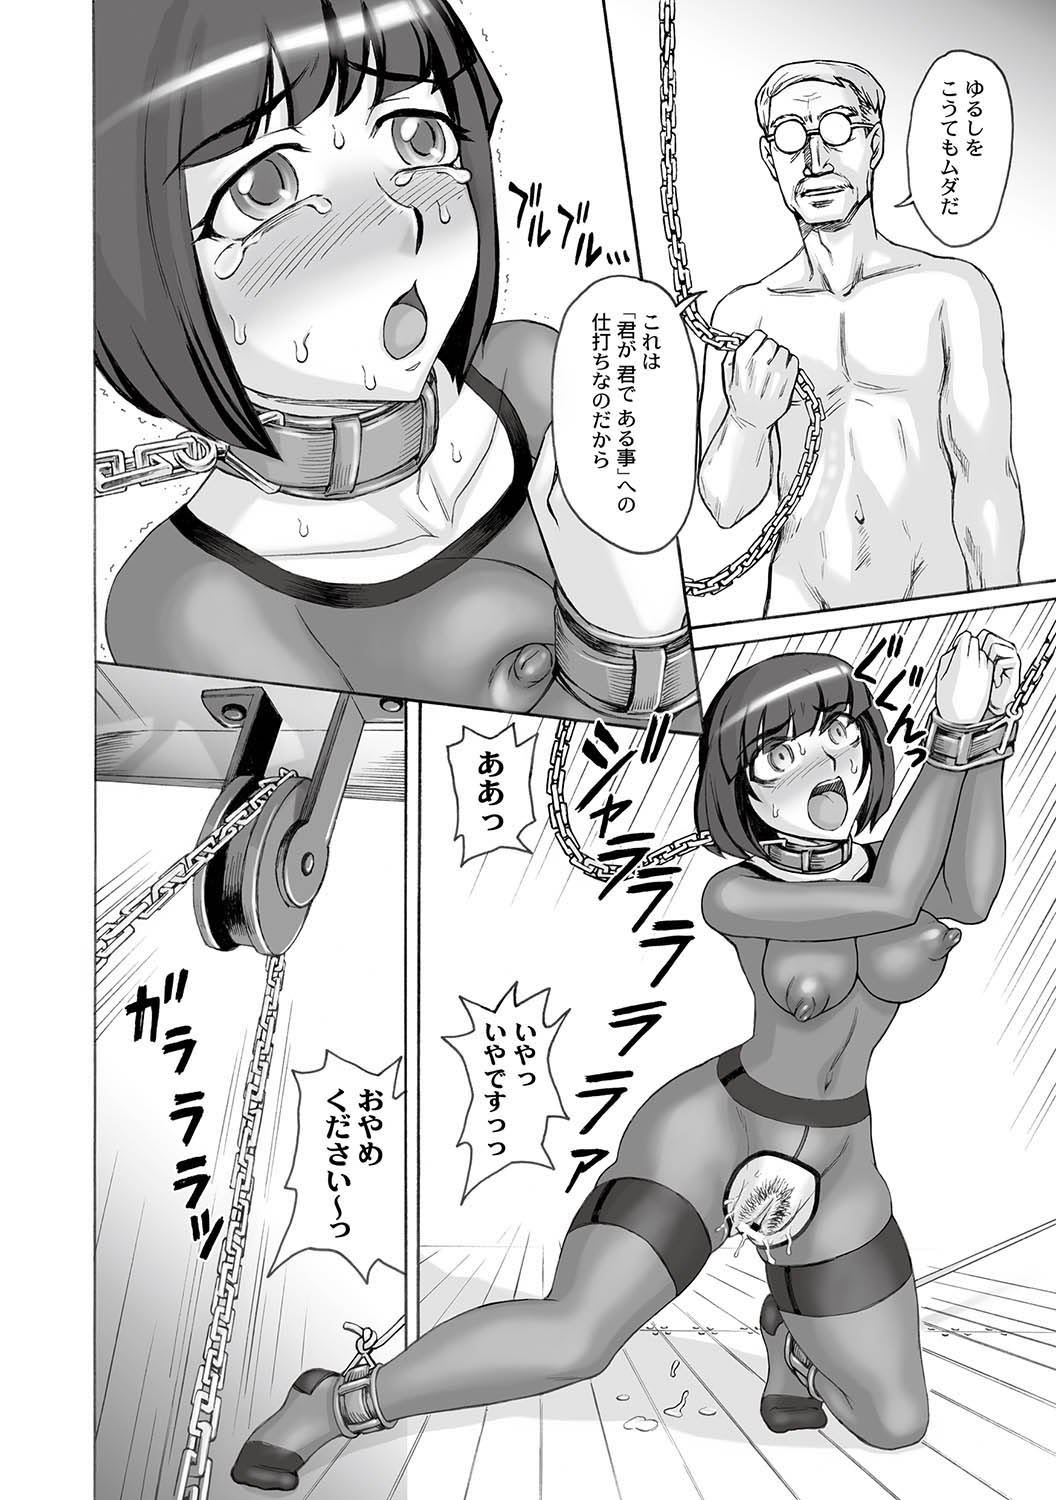 ゆるしを
こうてもムダだ
これは
「君が 君で ある事」への
仕打ちなのだから
ブルブル…
ぐぐんっ
ああっ
ジャララララララァ
いやっ
いやですっっ
ガラララッ
おやめ
ください～っ